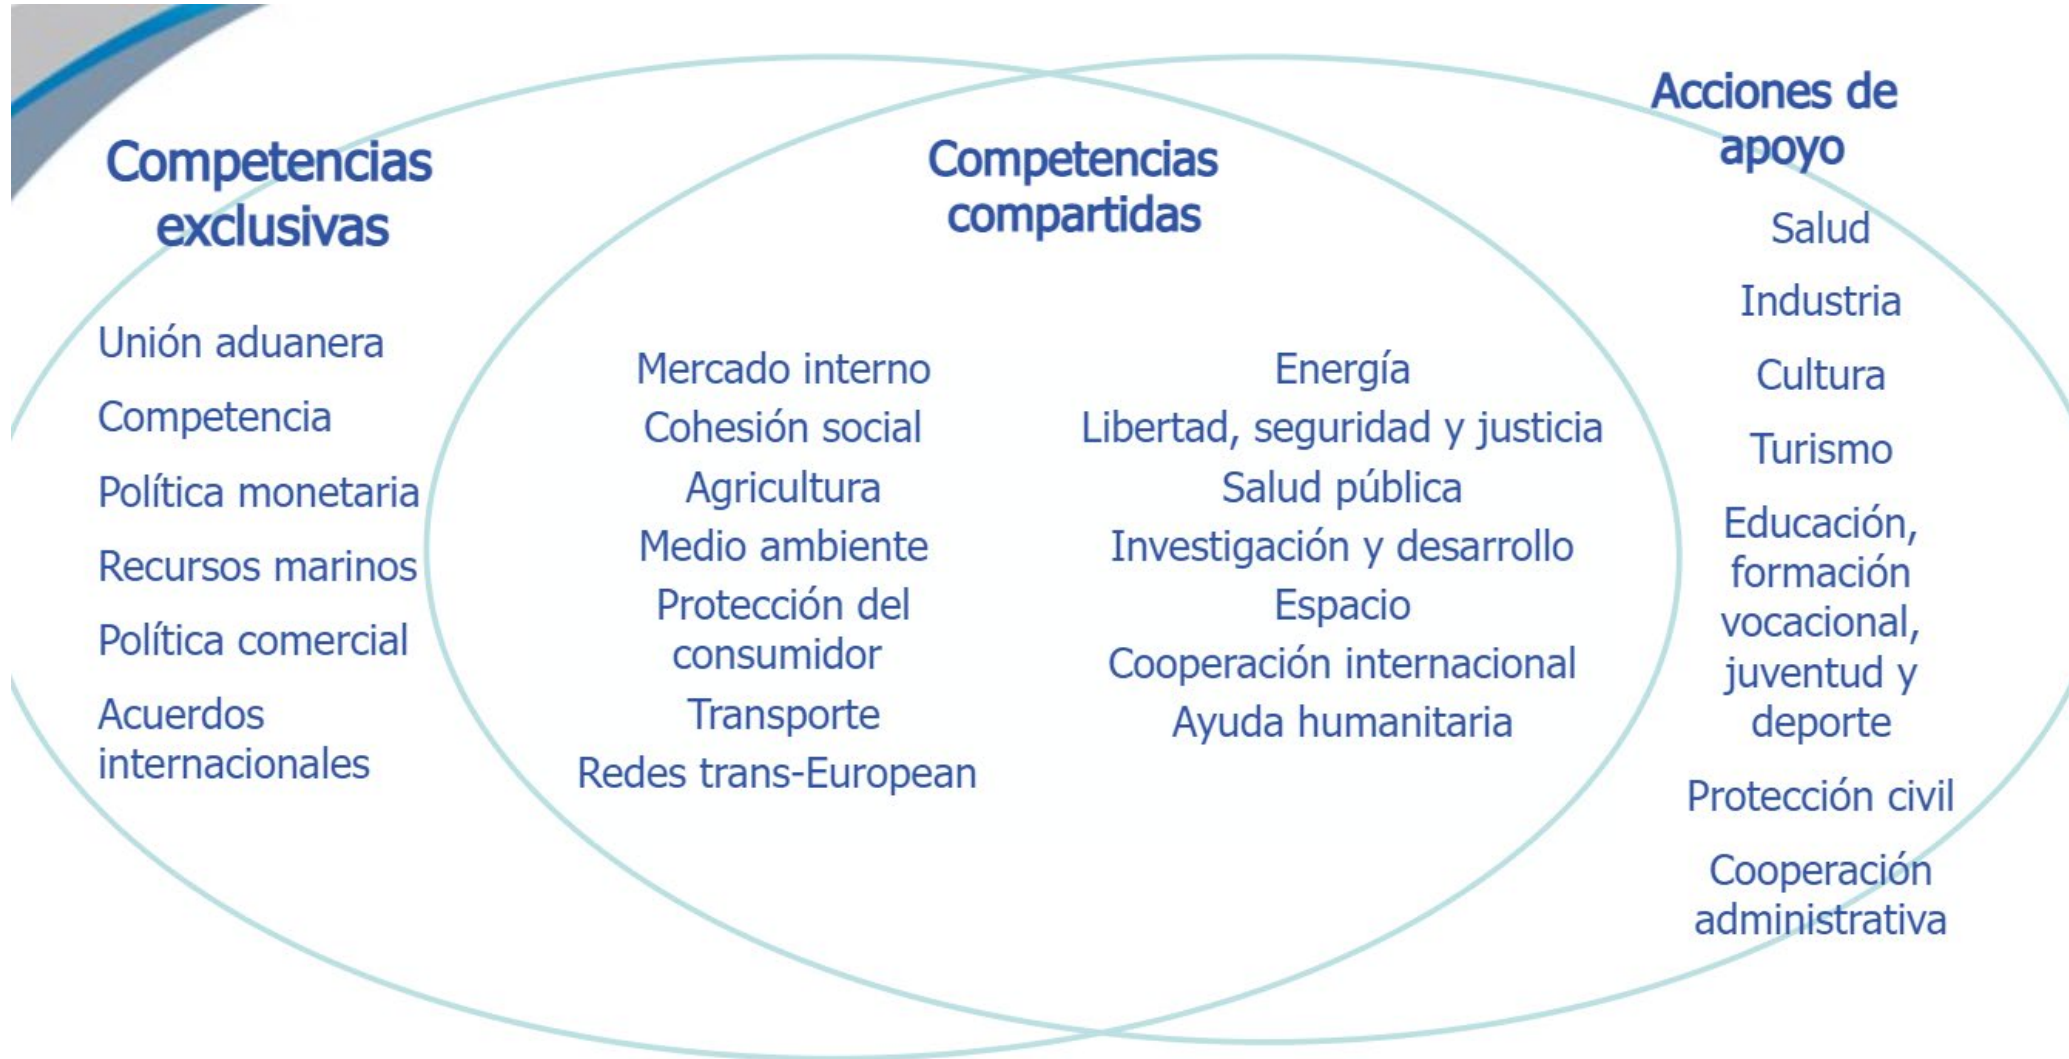 Competencias
exclusivas
Unión aduanera
Competencia
Política monetaria
Recursos marinos
Política comercial
Acuerdos
internacionales
Competencias
compartidas
Mercado interno
Cohesión social
Agricultura
Medio ambiente
Protección del
consumidor
Transporte
Redes trans-European
Energía
Libertad, seguridad y justicia
Salud pública
Investigación y desarrollo
Espacio
Cooperación internacional
Ayuda humanitaria
Acciones de
apoyo
Salud
Industria
Cultura
Turismo
Educación,
formación
vocacional,
juventud y
deporte
Protección civil
Cooperación
administrativa